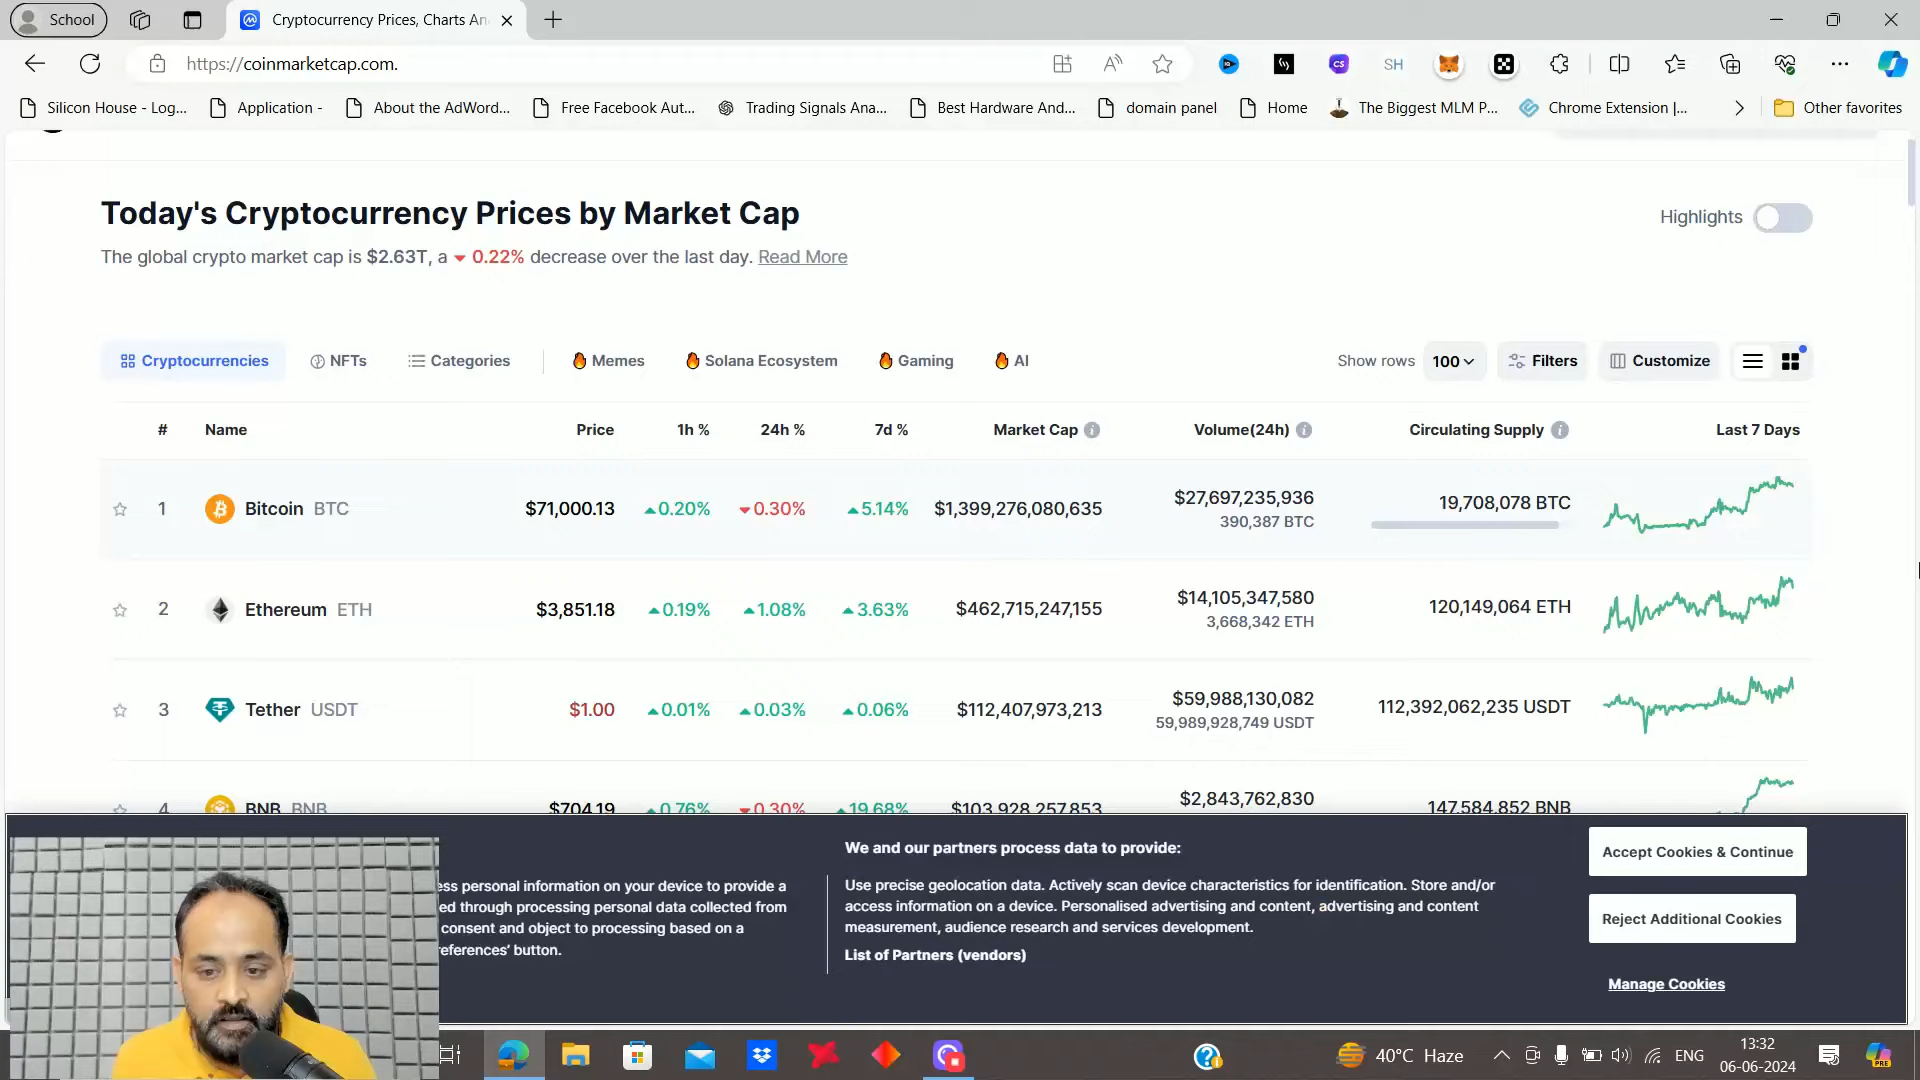 School
Cryptocurrency Prices, Charts An
https://coinmarketcap.com.
SH
Silicon House - Log...
Application -
About the AdWord...
Free Facebook Aut...
Trading Signals Ana...
Best Hardware And...
domain panel
Home
The Biggest MLM P...
Chrome Extension |...
Other favorites
Today's Cryptocurrency Prices by Market Cap
Highlights
The global crypto market cap is $2.63T, a 0.22% decrease over the last day. Read More
Cryptocurrencies NFTs Categories Memes Solana Ecosystem Gaming AI Show rows 100 Filters Customize
# Name Price 1h % 24h % 7d % Market Cap Volume(24h) Circulating Supply Last 7 Days
1 Bitcoin BTC $71,000.13 0.20% 0.30% 5.14% $1,399,276,080,635 $27,697,235,936 19,708,078 BTC
390,387 BTC
2 Ethereum ETH $3,851.18 0.19% 1.08% 3.63% $462,715,247,155 $14,105,347,580 120,149,064 ETH
3,668,342 ETH
3 Tether USDT $1.00 0.01% 0.03% 0.06% $112,407,973,213 $59,988,130,082 112,392,062,235 USDT
59,989,928,749 USDT
4 BNB BNB $704.19 0.76% 0.30% 19.68% $103,928,257,853 $2,843,762,830 147,584,852 BNB
ess personal information on your device to provide a
ed through processing personal data collected from
consent and object to processing based on a
eferences' button.
We and our partners process data to provide:
Use precise geolocation data. Actively scan device characteristics for identification. Store and/or
access information on a device. Personalised advertising and content, advertising and content
measurement, audience research and services development.
List of Partners (vendors)
Accept Cookies & Continue
Reject Additional Cookies
Manage Cookies
40°C Haze
ENG
13:32
06-06-2024
PRE